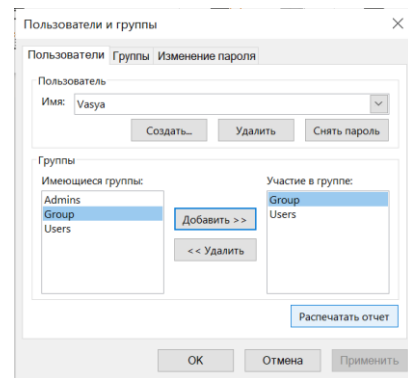 Пользователи и группы
Пользователи Группы Изменение пароля
Пользователь
Имя: Vasya
Создать... Удалить Снять пароль
Группы
Имеющиеся группы: Участие в группе:
Admins Group
Group Users
Users
Добавить >>
<< Удалить
Распечатать отчет
ОК Отмена Применить